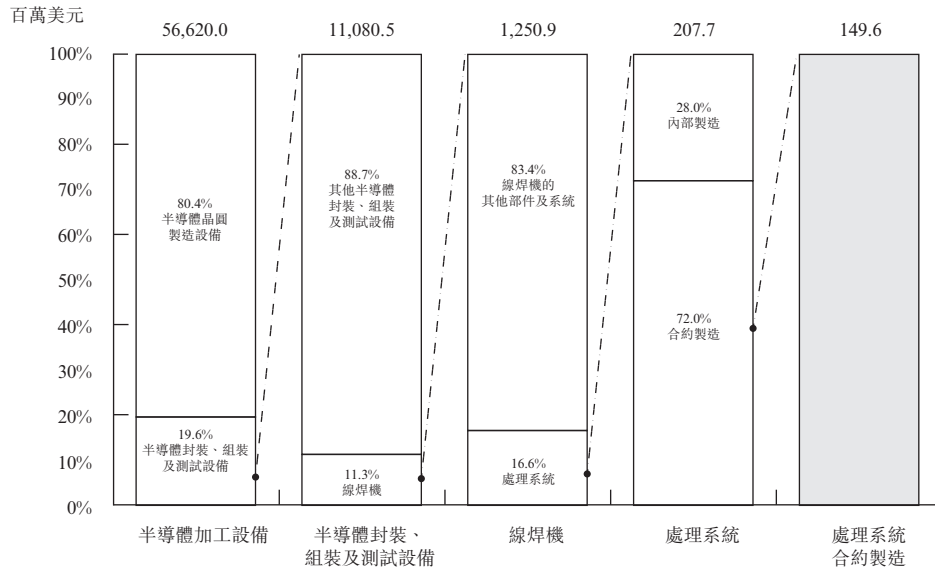 百萬美元
56,620.0
11,080.5
1,250.9
207.7
149.6
100%
90%
80%
70%
60%
50%
40%
30%
20%
10%
0%
80.4%
半導體晶圓
製造設備
19.6%
半導體封裝、組裝
及測試設備
88.7%
其他半導體
封裝、組裝
及測試設備
11.3%
線焊機
83.4%
線焊機的
其他部件及系統
16.6%
處理系統
28.0%
內部製造
72.0%
合約製造
半導體加工設備
半導體封裝、
組裝及測試設備
線焊機
處理系統
處理系統
合約製造